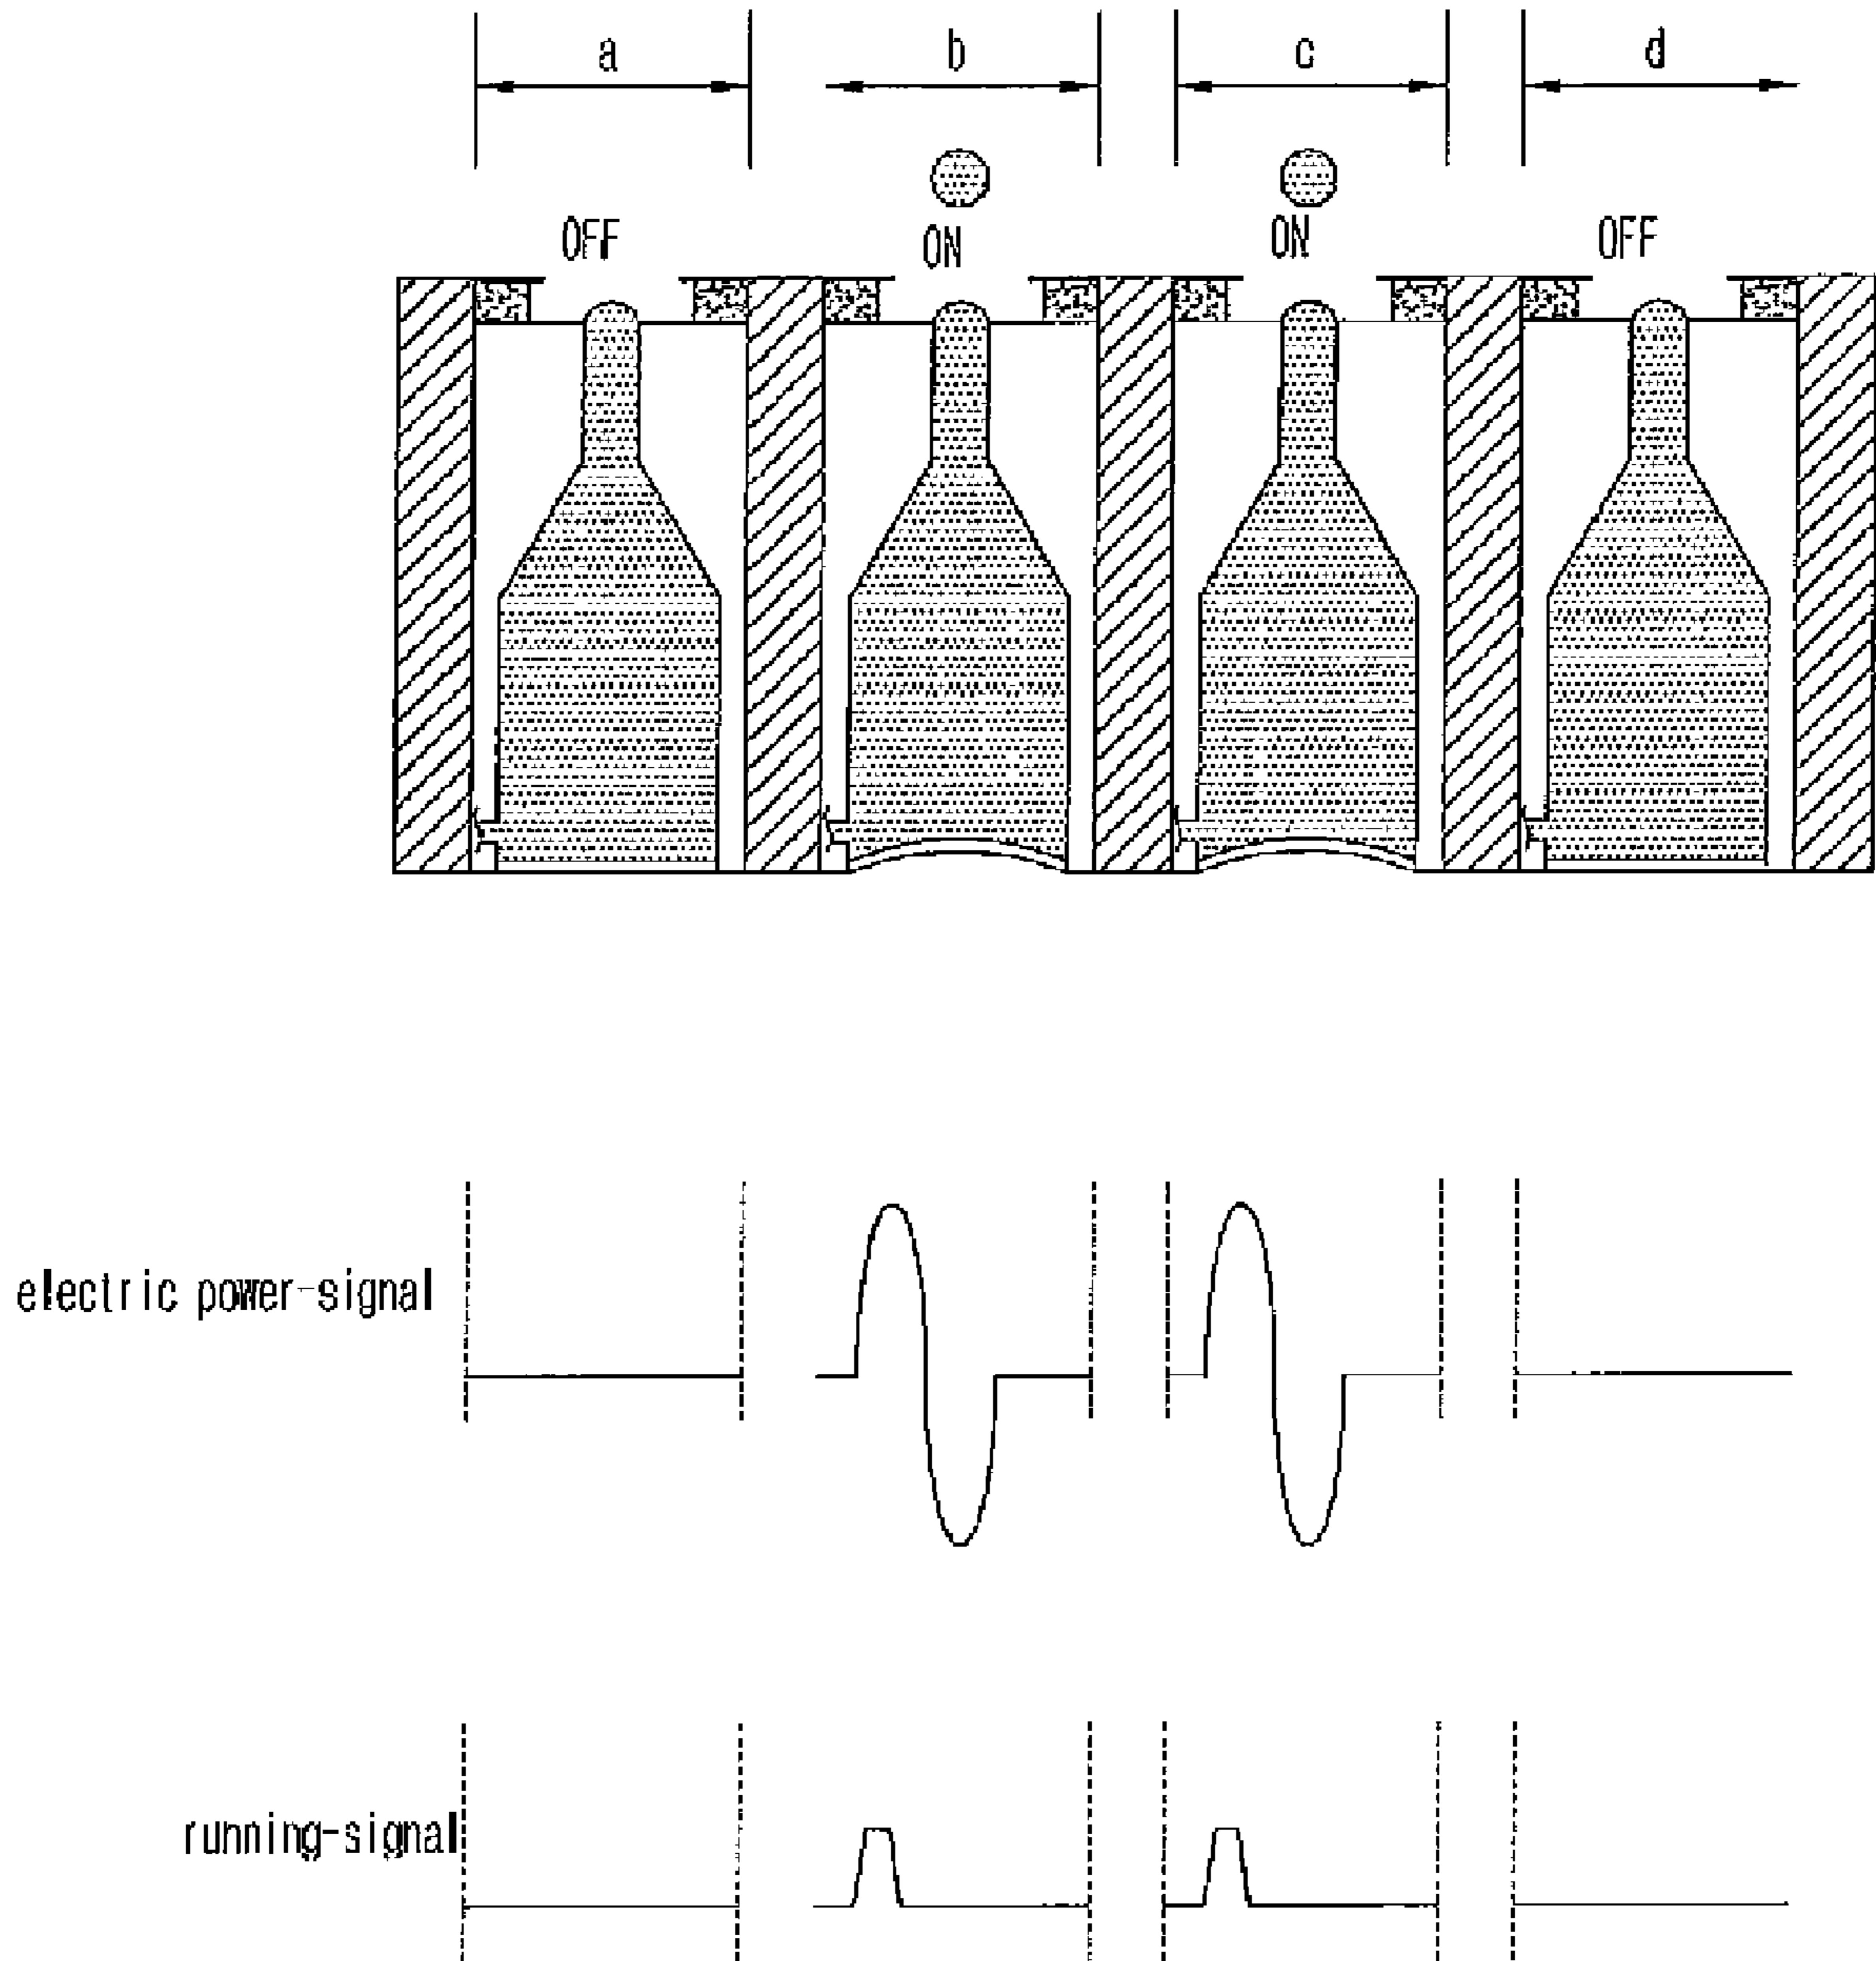 a b c d
OFF ON ON OFF
electric power-signal
running-signal